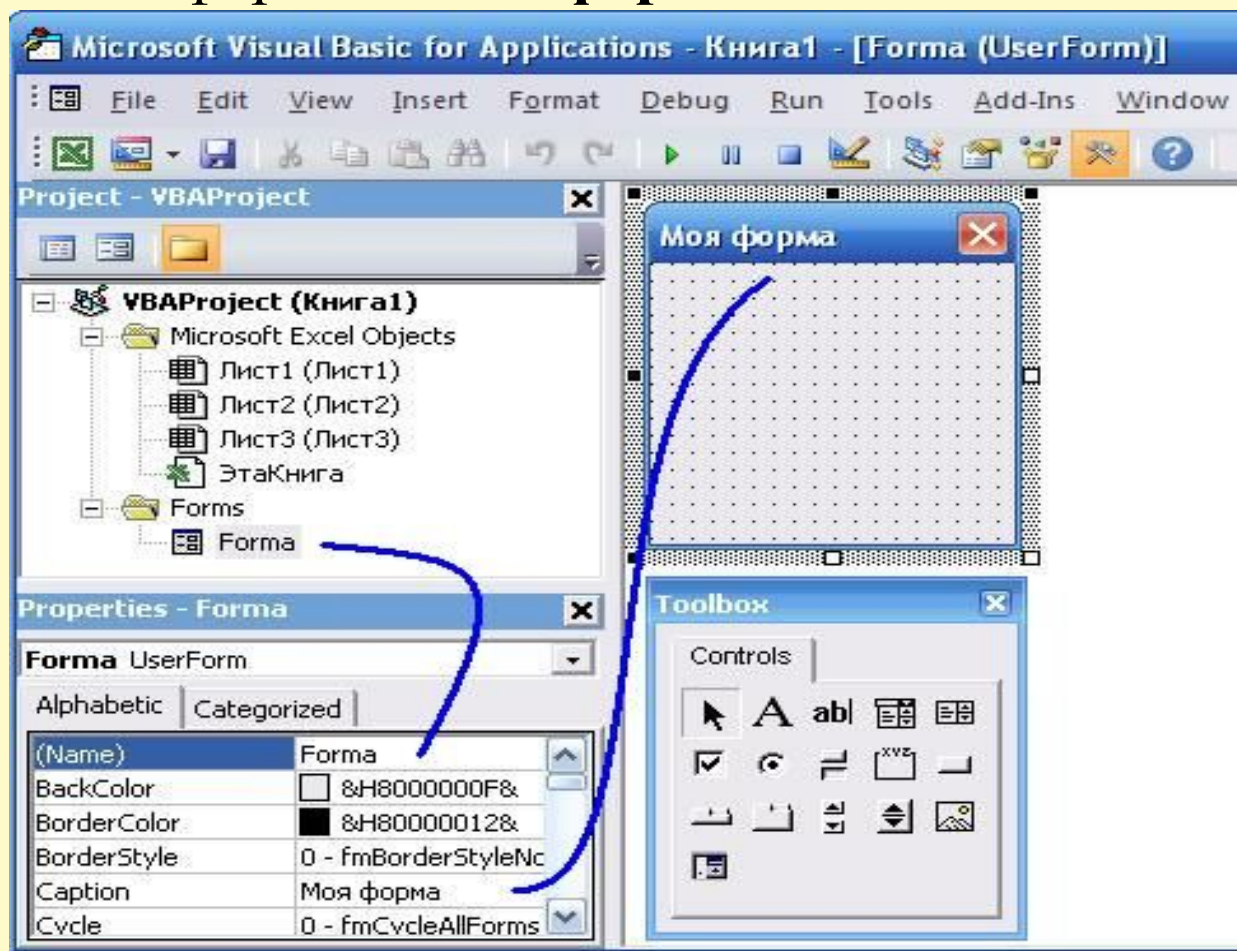 Microsoft Visual Basic for Applications - Книга1 - [Forma (UserForm)]
File Edit View Insert Format Debug Run Tools Add-Ins Window
Project - VBAProject
VBAProject (Книга1)
Microsoft Excel Objects
Лист1 (Лист1)
Лист2 (Лист2)
Лист3 (Лист3)
ЭтаКнига
Forms
Forma
Properties - Forma
Forma UserForm
Alphabetic Categorized
(Name) Forma
BackColor &H8000000F&
BorderColor &H80000012&
BorderStyle 0 - fmBorderStyleNo
Caption Моя форма
Cycle 0 - fmCycleAllForms
Моя форма
Toolbox
Controls
A ab
XYZ